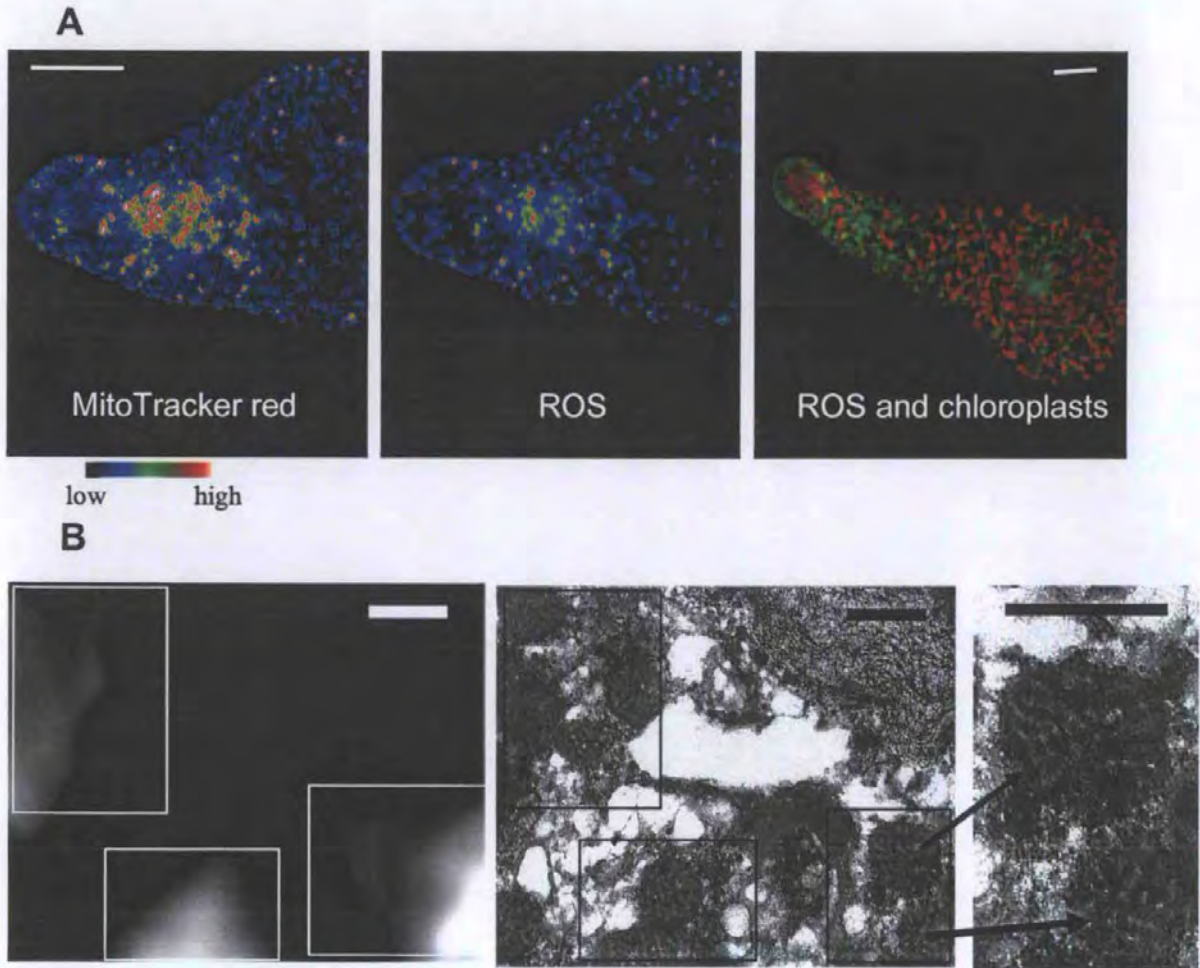 A
MitoTracker red
ROS
ROS and chloroplasts
low high
B